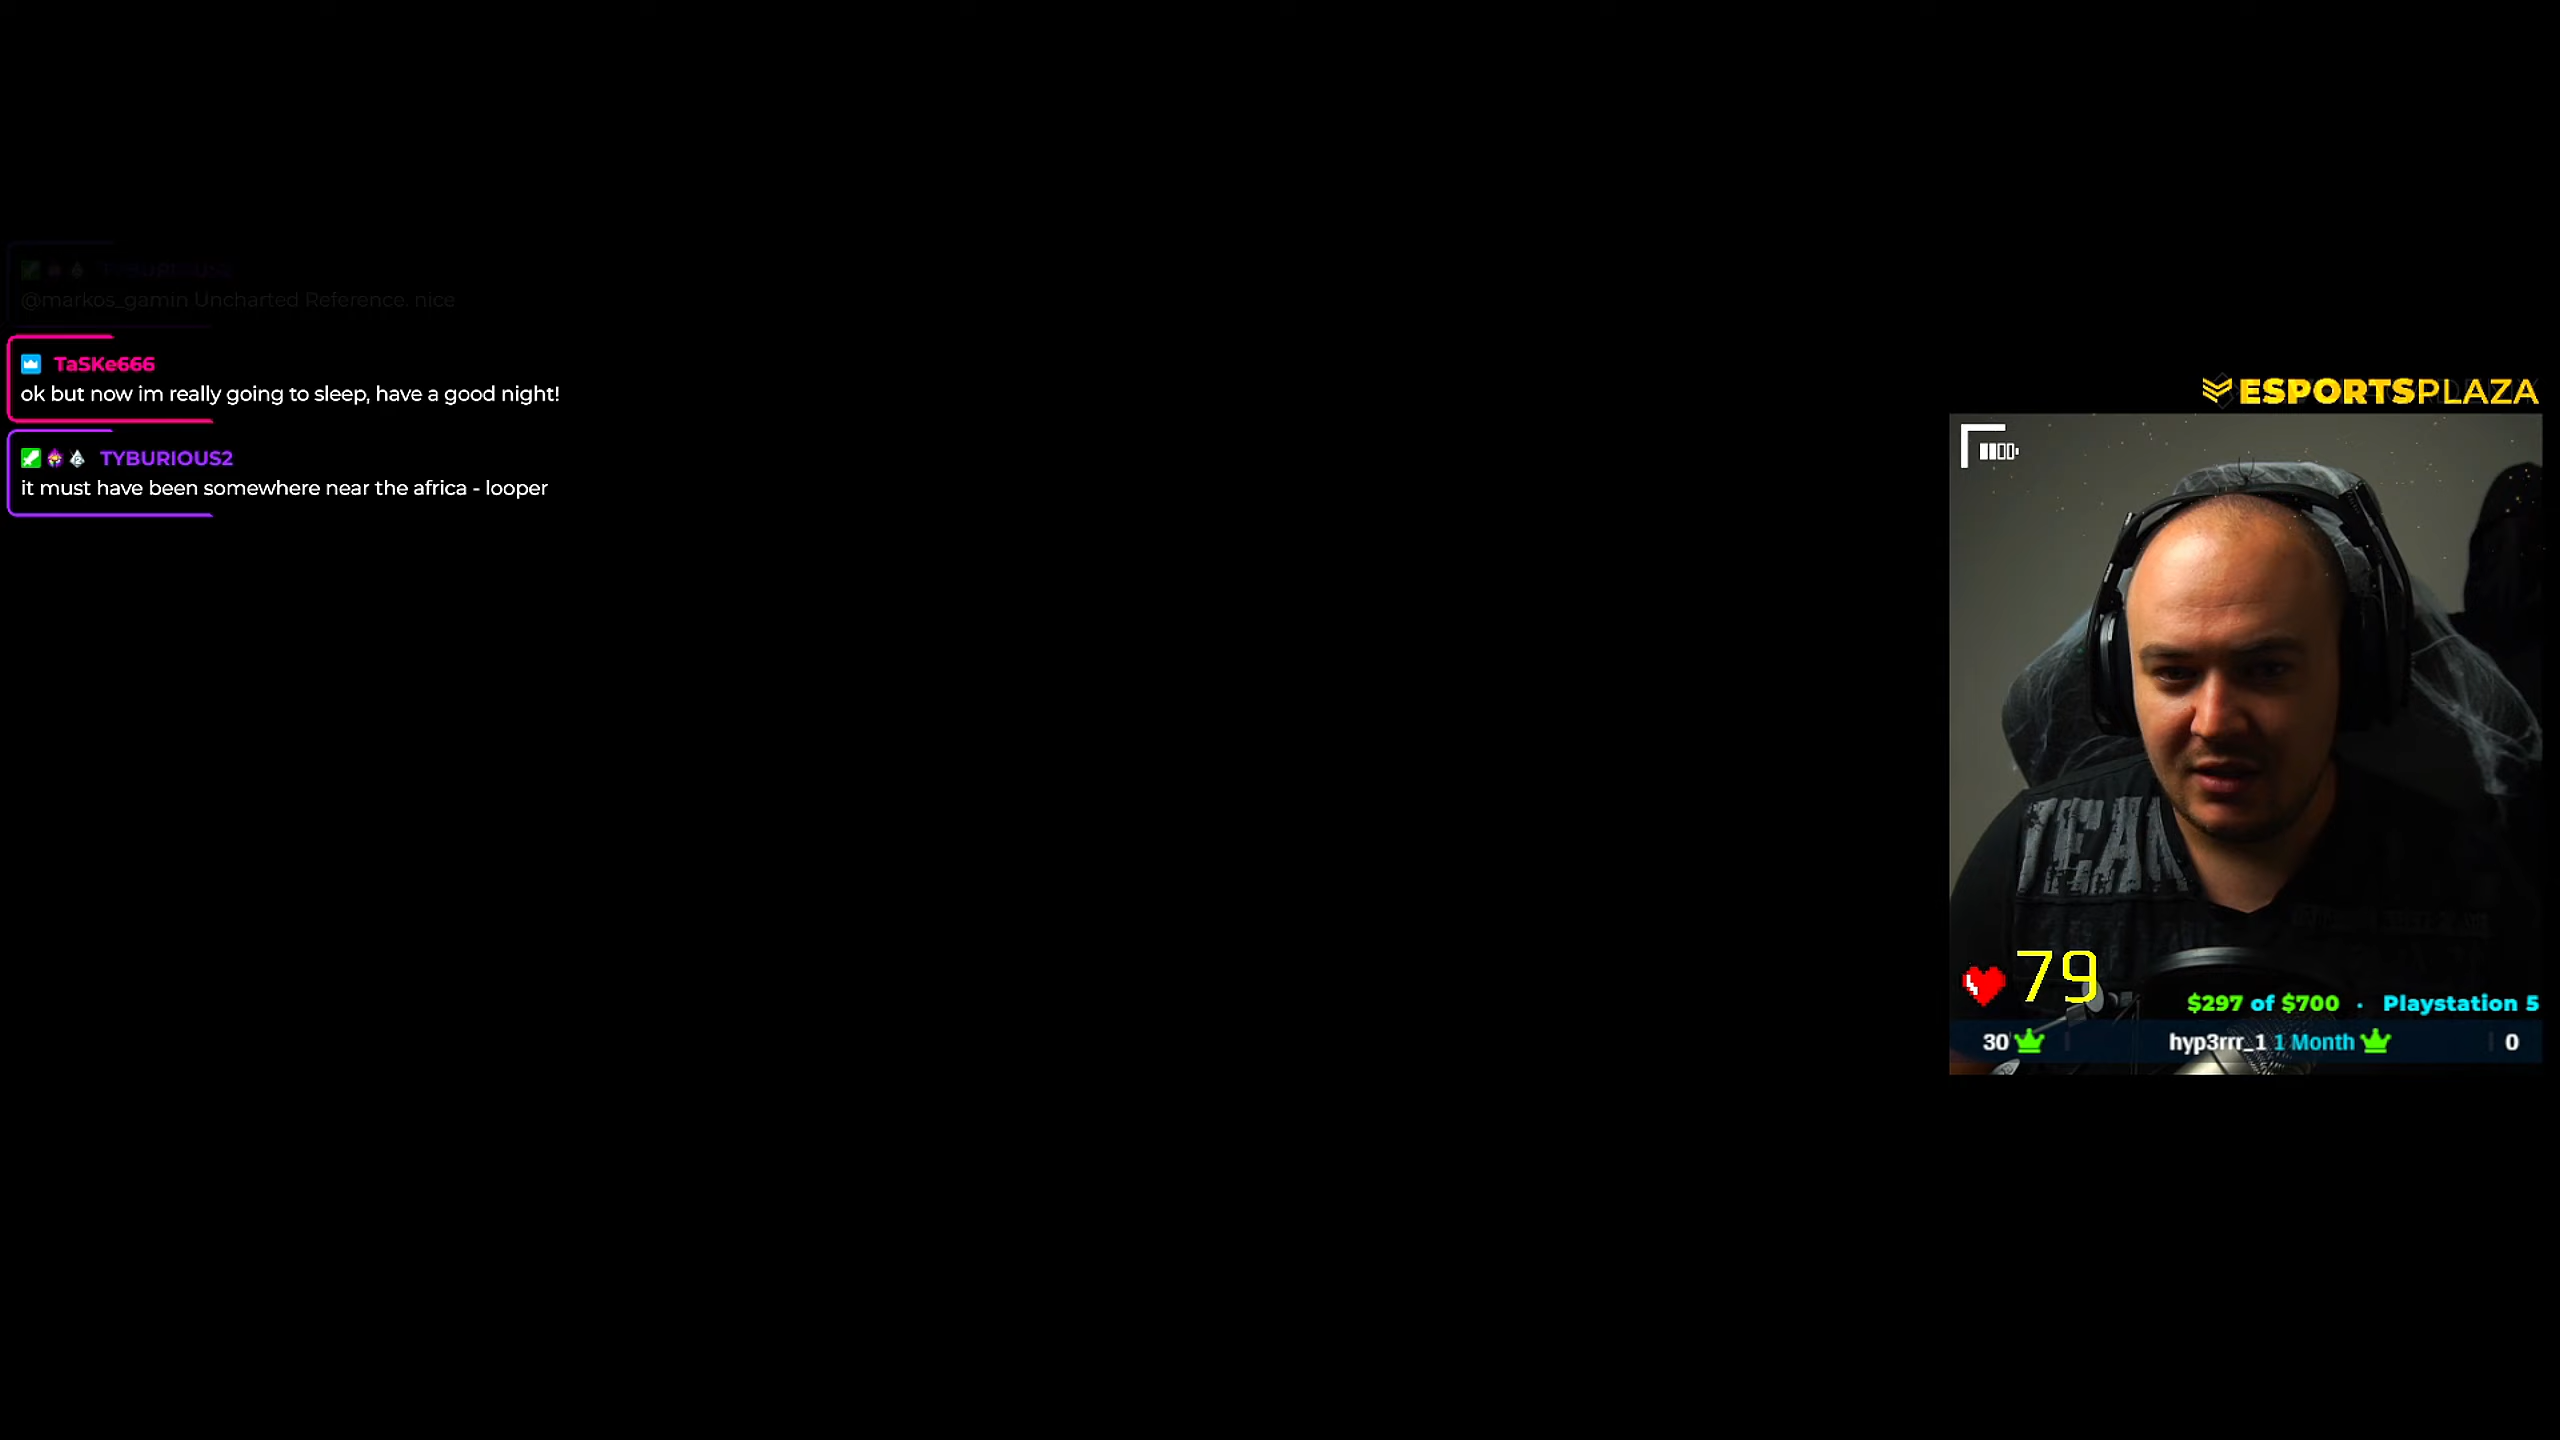 TYBURIOUS2
@markos_gamin Uncharted Reference. nice
TaSKe666
ok but now im really going to sleep, have a good night!
TYBURIOUS2
it must have been somewhere near the africa - looper
ESPORTSPLAZA
TEA
79
$297 of $700 · Playstation 5
30 hyp3rrr_1 1 Month 0